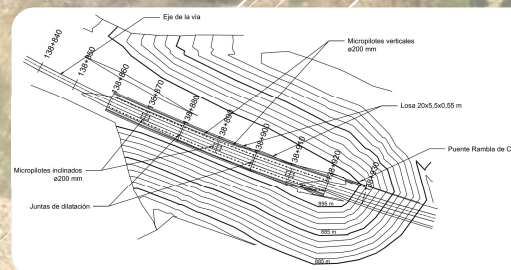 Eje de la vía
Micropilotes verticales
ø200 mm
138+840
138+850
138+860
138+870
138+880
138+890
138+900
138+910
138+920
138+930
Losa 20x5,5x0,55 m
Puente Rambla de C
Micropilotes inclinados
ø200 mm
Juntas de dilatación
895 m
885 m
885 m